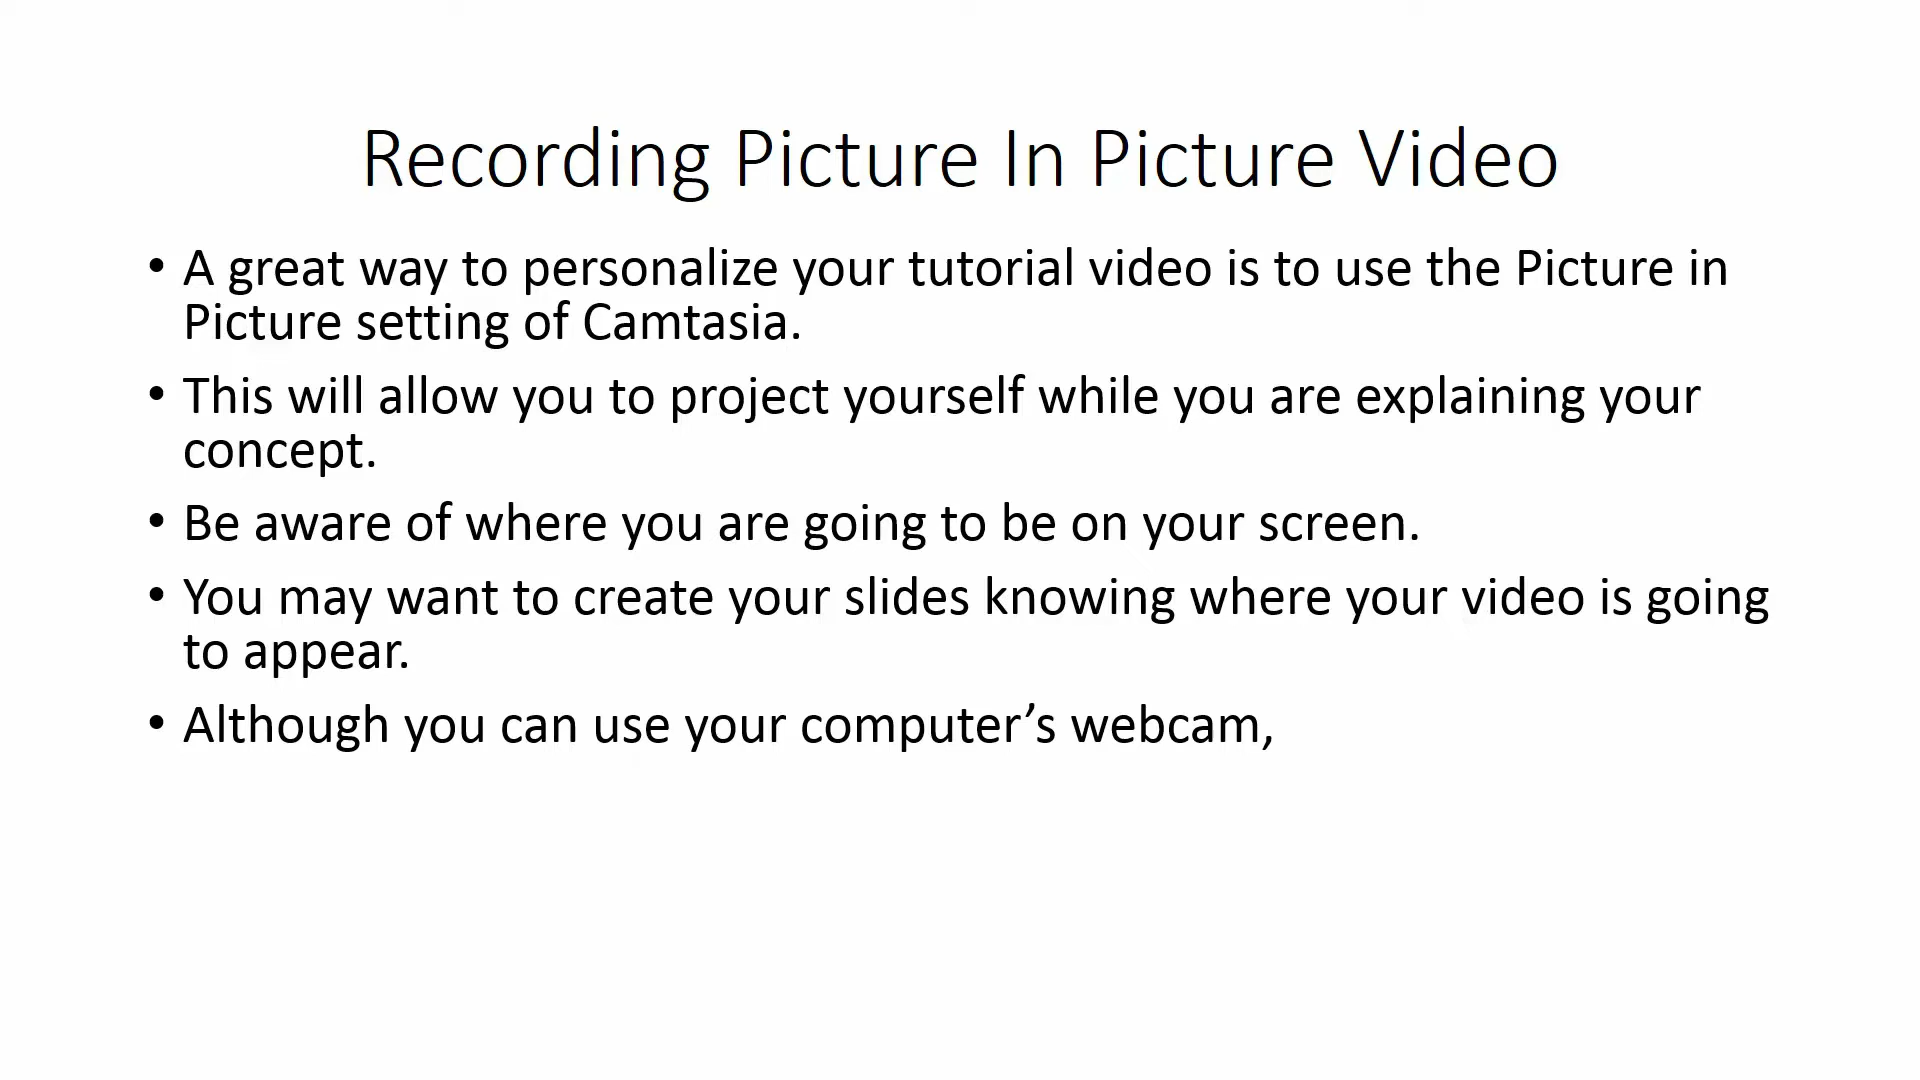 Recording Picture In Picture Video
• A great way to personalize your tutorial video is to use the Picture in
Picture setting of Camtasia.
• This will allow you to project yourself while you are explaining your
concept.
• Be aware of where you are going to be on your screen.
• You may want to create your slides knowing where your video is going
to appear.
• Although you can use your computer’s webcam,